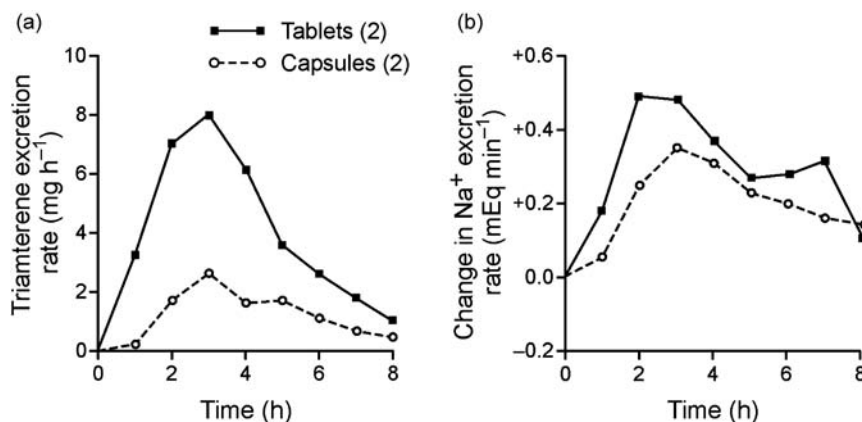 (a)
Tablets (2)
Capsules (2)
Triamterene excretion
rate (mg h–1)
10
8
6
4
2
0
0 2 4 6 8
Time (h)
(b)
Change in Na+ excretion
rate (mEq min–1)
+0.6
+0.4
+0.2
0.0
–0.2
0 2 4 6 8
Time (h)